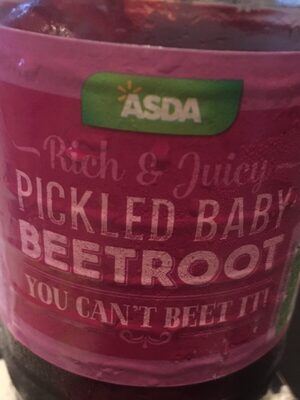 ASDA
Rich & Juicy
PICKLED BABY
BEETROOT
YOU CAN'T BEET IT!